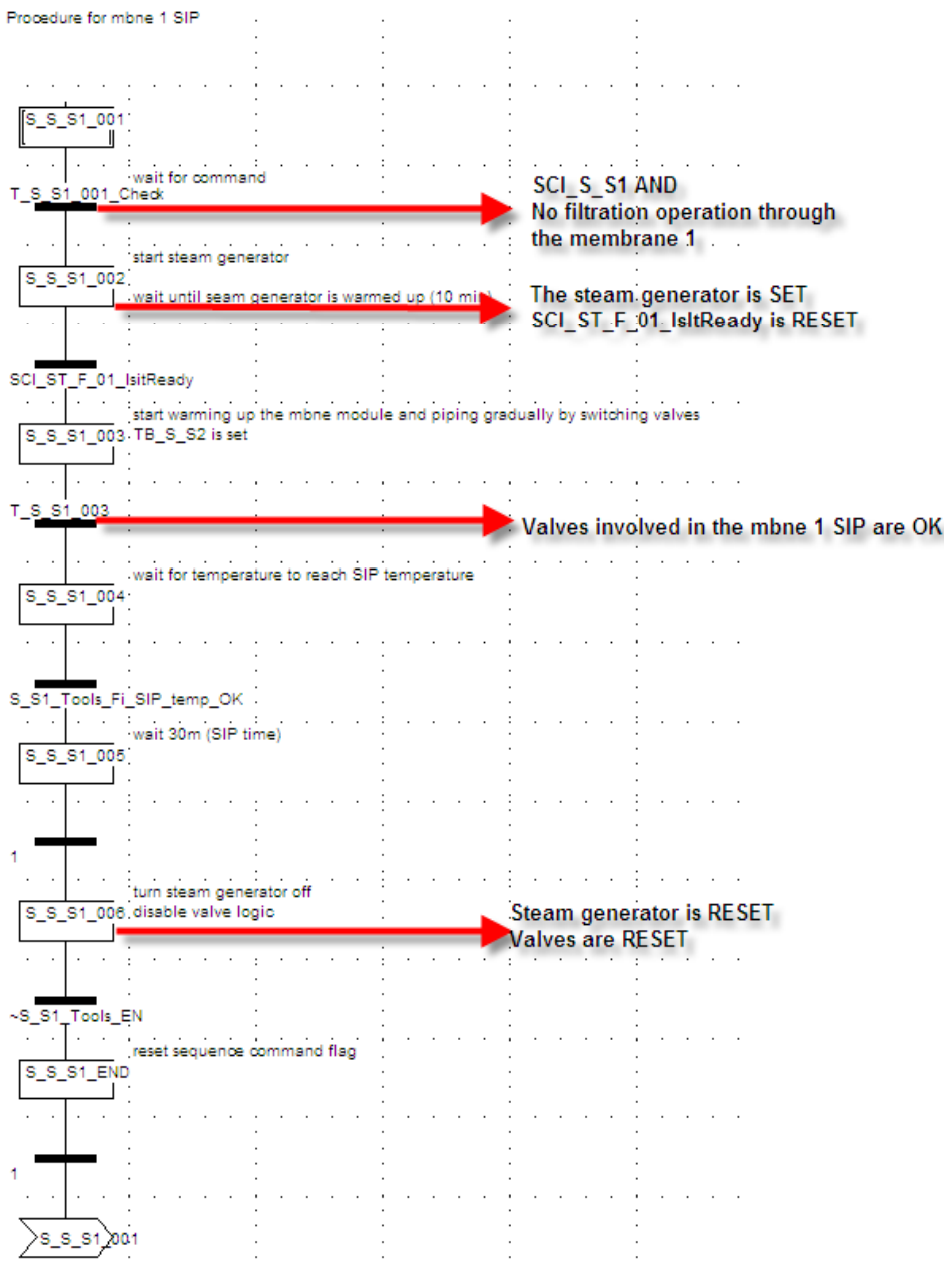 Procedure for mbne 1 SIP
S_S_S1_001
wait for command
T_S_S1_001_Check
SCI_S_S1 AND
No filtration operation through
the membrane 1
start steam generator
S_S_S1_002
wait until seam generator is warmed up (10 min)
The steam generator is SET
SCI_ST_F_01_IsItReady is RESET
SCI_ST_F_01_IsitReady
start warming up the mbne module and piping gradually by switching valves
S_S_S1_003 TB_S_S2 is set
T_S_S1_003
Valves involved in the mbne 1 SIP are OK
wait for temperature to reach SIP temperature
S_S_S1_004
S_S1_Tools_Fi_SIP_temp_OK
wait 30m (SIP time)
S_S_S1_005
1
turn steam generator off
S_S_S1_006 disable valve logic
Steam generator is RESET
Valves are RESET
~S_S1_Tools_EN
reset sequence command flag
S_S_S1_END
1
S_S_S1_001